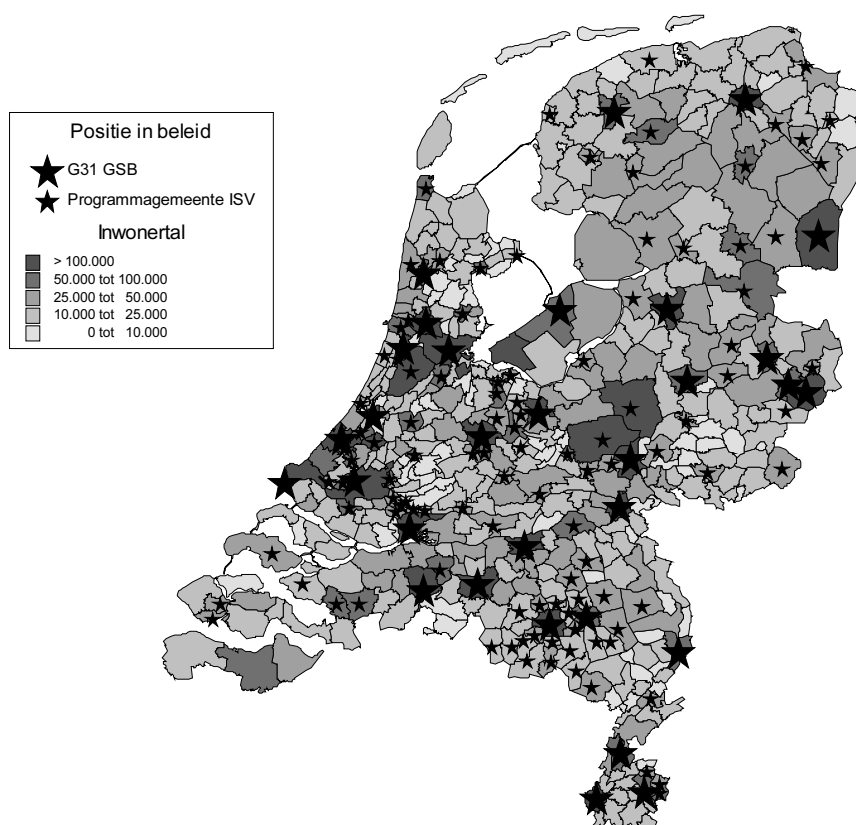 Positie in beleid
G31 GSB
Programmagemeente ISV
Inwonertal
> 100.000
50.000 tot 100.000
25.000 tot 50.000
10.000 tot 25.000
0 tot 10.000